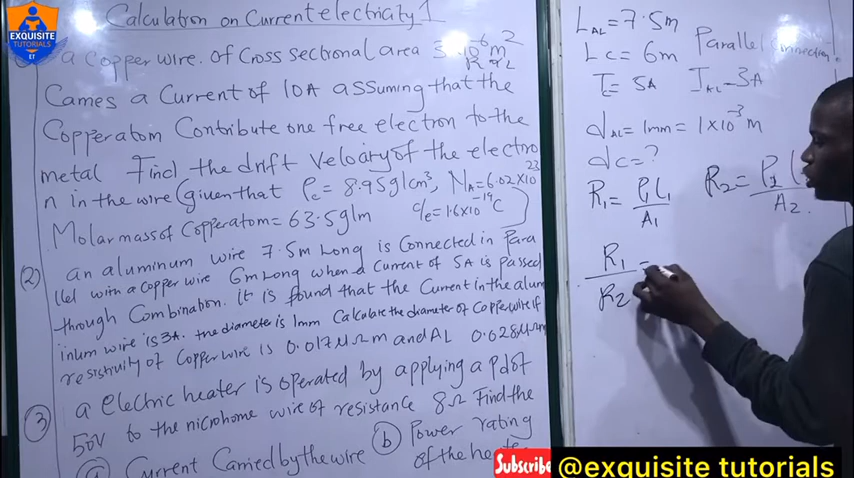 EXQUISITE
TUTORIALS
ET
Calculation on Current electricity 1
a Copper wire. Of Cross sectional area 3 10⁻⁶ m²
Carries a Current of 10A assuming that the
Copper atom Contribute one free electron to the
metal Find the drift Velocity of the electro
n in the wire (given that ρc = 8.95g/cm³, NA = 6.02×10²³
Molar mass of Copper atom = 63.5g/m e = 1.6×10⁻¹⁹C
(2) an aluminum wire 7.5m Long is Connected in Para
llel with a Copper wire 6m Long when a Current of 5A is passed
through Combination. it is found that the Current in the alum
inium wire is 3A. the diameter is 1mm Calculate the diameter of Copper wire if
resistivity of Copper wire is 0.017μΩm and AL 0.028μΩm
(3) a electric heater is operated by applying a Pd of
50V to the nichome wire of resistance 8Ω Find the
(a) Current Carried by the wire (b) Power rating
of the heate
L_AL = 7.5m
Lc = 6m Parallel Connection.
Ic = 5A I_AL = 3A
d_AL = 1mm = 1×10⁻³m
dc = ?
R₁ = ρ₁L₁/A₁ R₂ = ρ₂L/A₂
R₁/R₂ =
Subscribe
@exquisite tutorials